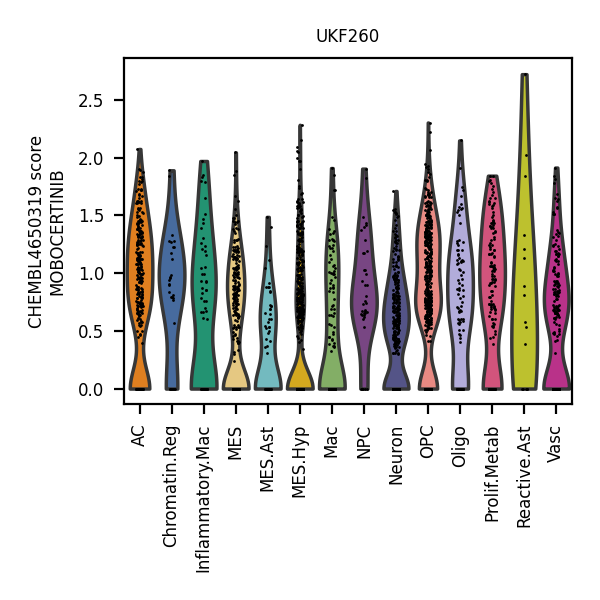 UKF260
CHEMBL4650319 score
MOBOCERTINIB
2.5
2.0
1.5
1.0
0.5
0.0
AC
Chromatin.Reg
Inflammatory.Mac
MES
MES.Ast
MES.Hyp
Mac
NPC
Neuron
OPC
Oligo
Prolif.Metab
Reactive.Ast
Vasc